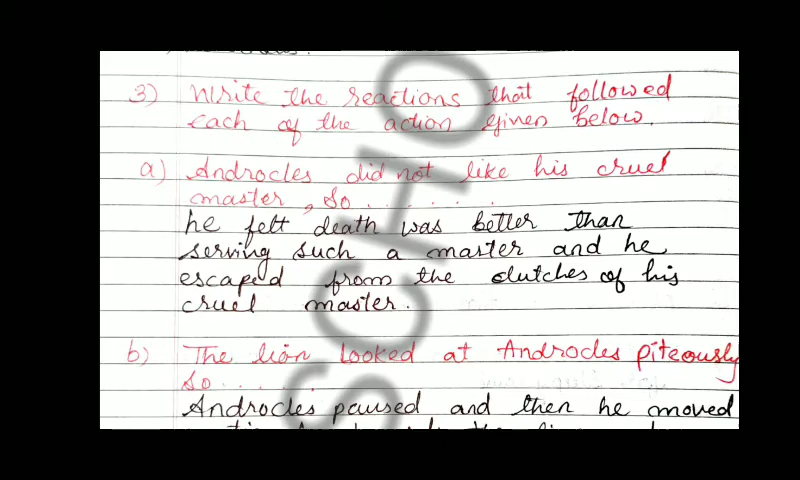 3) Write the reactions that followed
each of the action given below.
a) Androcles did not like his cruel
master, so . . . . . . .
he felt death was better than
serving such a master and he
escaped from the clutches of his
cruel master.
b) The lion looked at Androcles piteously
so . . . . . .
Androcles paused and then he moved
SCHO